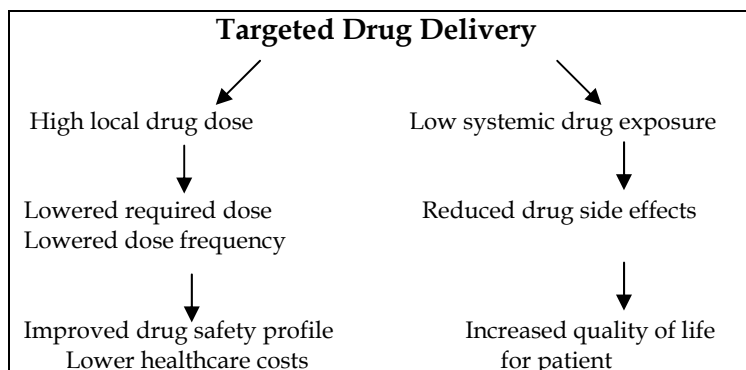 Targeted Drug Delivery
High local drug dose
Low systemic drug exposure
Lowered required dose
Lowered dose frequency
Reduced drug side effects
Improved drug safety profile
Lower healthcare costs
Increased quality of life
for patient